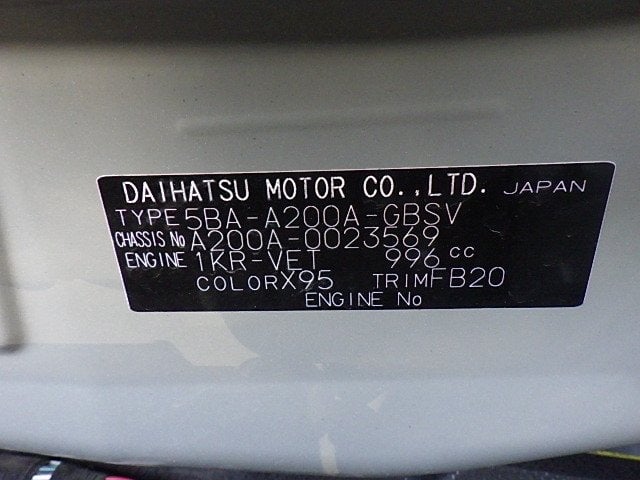 DAIHATSU MOTOR CO.,LTD. JAPAN
TYPE 5BA-A200A-GBSV
CHASSIS No A200A-0023569
ENGINE 1KR-VET 996 cc
COLOR X95 TRIM FB20
ENGINE No